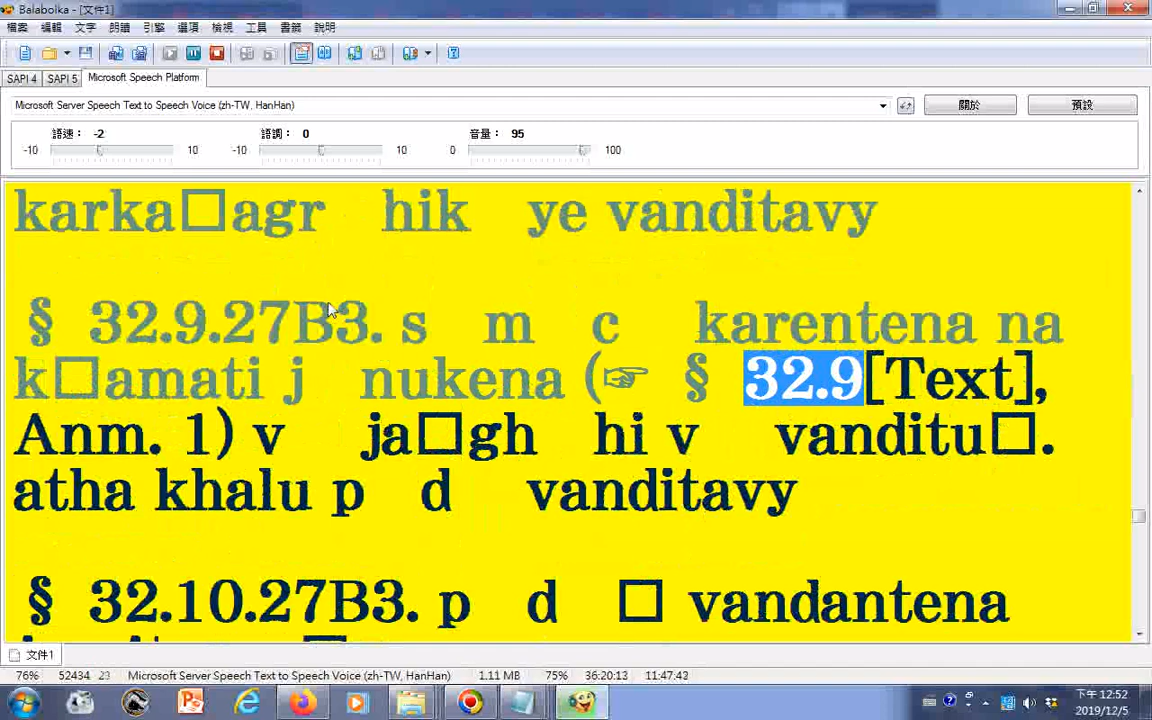 Balabolka - [文件1]
檔案 編輯 文字 朗讀 引擎 選項 檢視 工具 書籤 說明
SAPI 4 SAPI 5 Microsoft Speech Platform
Microsoft Server Speech Text to Speech Voice (zh-TW, HanHan) 關於 預設
語速： -2 語調： 0 音量： 95
-10 10 -10 10 0 100
karka□agr hik ye vanditavy
§ 32.9.27B3. s m c karentena na
k□amati j nukena (☞ § 32.9[Text],
Anm. 1) v ja□gh hi v vanditu□.
atha khalu p d vanditavy
§ 32.10.27B3. p d □ vandantena
文件1
76% 52434 23 Microsoft Server Speech Text to Speech Voice (zh-TW, HanHan) 1.11 MB 75% 36:20:13 11:47:43
下午 12:52
2019/12/5